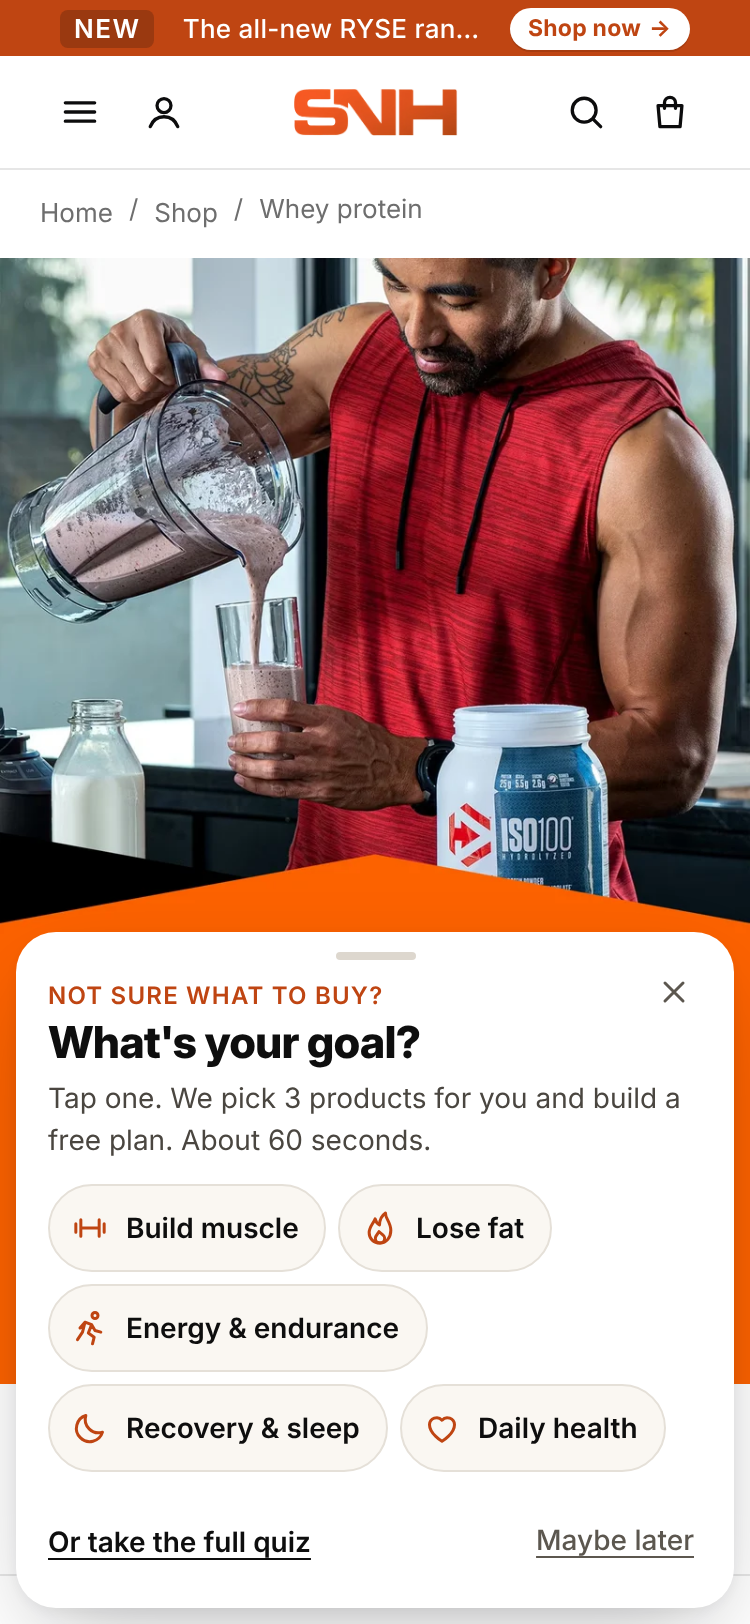 NEW The all-new RYSE ran... Shop now →
SNH
Home / Shop / Whey protein
ISO100
HYDROLYZED
NOT SURE WHAT TO BUY?
What's your goal?
Tap one. We pick 3 products for you and build a
free plan. About 60 seconds.
Build muscle
Lose fat
Energy & endurance
Recovery & sleep
Daily health
Or take the full quiz
Maybe later